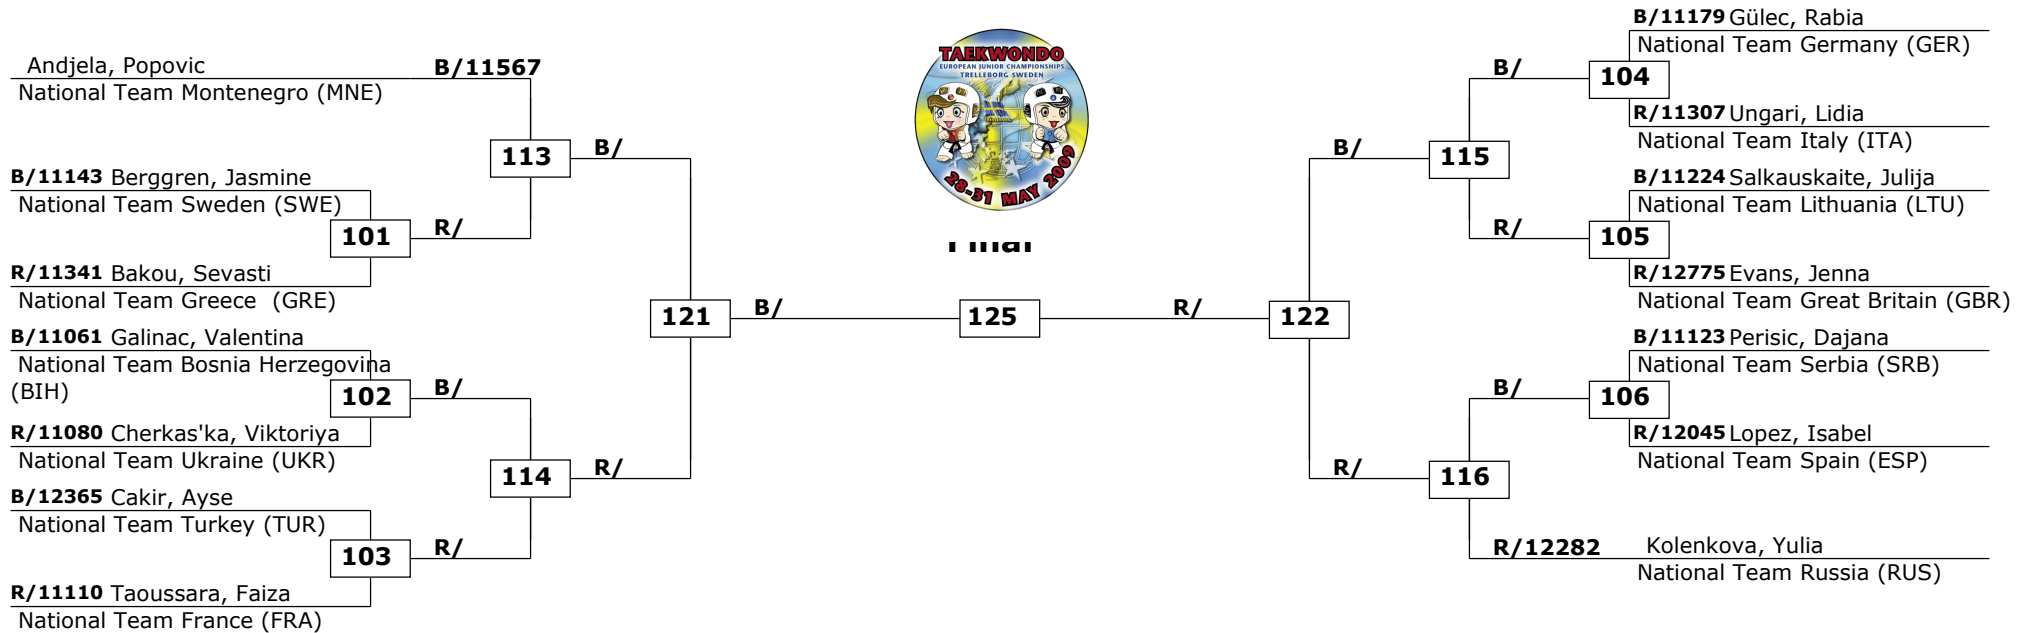 Andjela, Popovic
B/11567
National Team Montenegro (MNE)
113
B/
B/11143 Berggren, Jasmine
National Team Sweden (SWE)
101
R/
R/11341 Bakou, Sevasti
National Team Greece (GRE)
121
B/
B/11061 Galinac, Valentina
National Team Bosnia Herzegovina
(BIH)
102
B/
R/11080 Cherkas'ka, Viktoriya
National Team Ukraine (UKR)
114
R/
B/12365 Cakir, Ayse
National Team Turkey (TUR)
103
R/
R/11110 Taoussara, Faiza
National Team France (FRA)
TAEKWONDO
EUROPEAN JUNIOR CHAMPIONSHIPS
TRELLEBORG SWEDEN
28-31 MAY 2009
Final
125
B/11179 Gülec, Rabia
National Team Germany (GER)
B/
104
R/11307 Ungari, Lidia
National Team Italy (ITA)
B/
115
B/11224 Salkauskaite, Julija
National Team Lithuania (LTU)
R/
105
R/12775 Evans, Jenna
National Team Great Britain (GBR)
R/
122
B/11123 Perisic, Dajana
National Team Serbia (SRB)
B/
106
R/12045 Lopez, Isabel
National Team Spain (ESP)
R/
116
R/12282 Kolenkova, Yulia
National Team Russia (RUS)